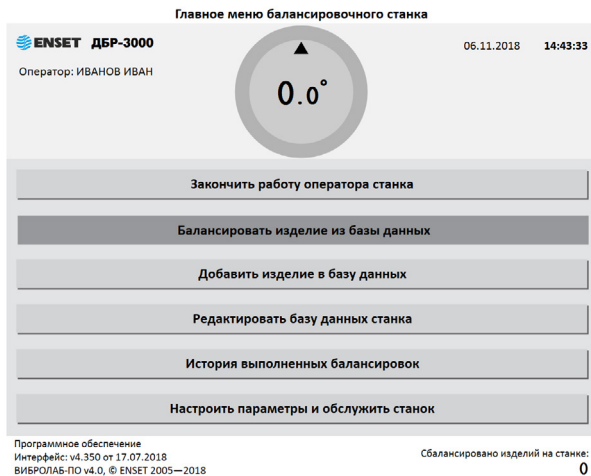 Главное меню балансировочного станка
ENSET ДБР-3000
06.11.2018 14:43:33
Оператор: ИВАНОВ ИВАН
0.0°
Закончить работу оператора станка
Балансировать изделие из базы данных
Добавить изделие в базу данных
Редактировать базу данных станка
История выполненных балансировок
Настроить параметры и обслужить станок
Программное обеспечение
Интерфейс: v4.350 от 17.07.2018
ВИБРОЛАБ-ПО v4.0, © ENSET 2005—2018
Сбалансировано изделий на станке:
0